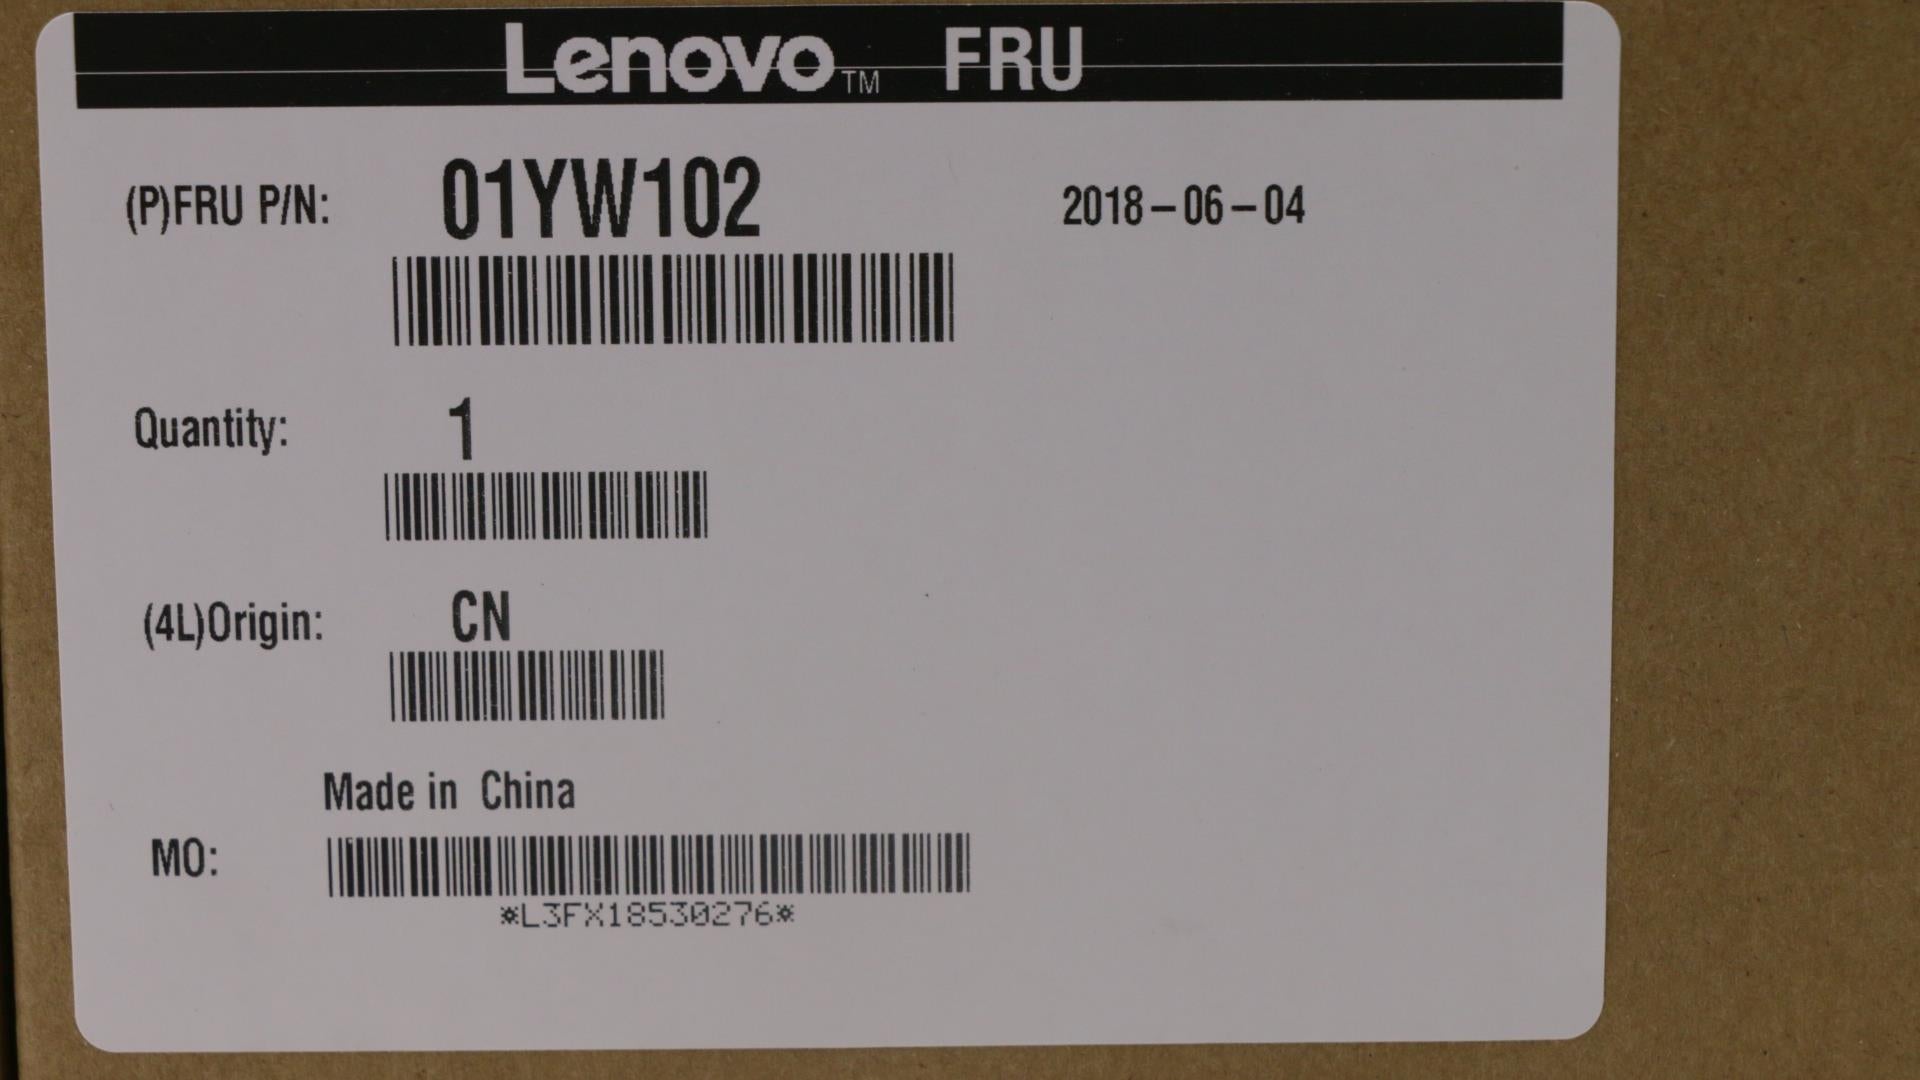 Lenovo™ FRU
(P)FRU P/N: 01YW102 2018-06-04
Quantity: 1
(4L)Origin: CN
Made in China
MO:
*L3FX18530276*